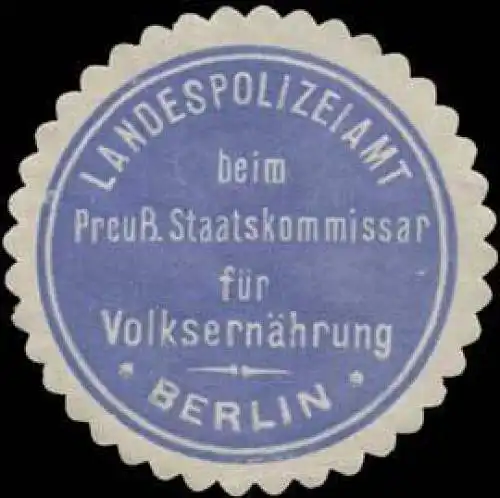 LANDESPOLIZEIAMT
beim
Preuß. Staatskommissar
für
Volksernährung
* BERLIN *